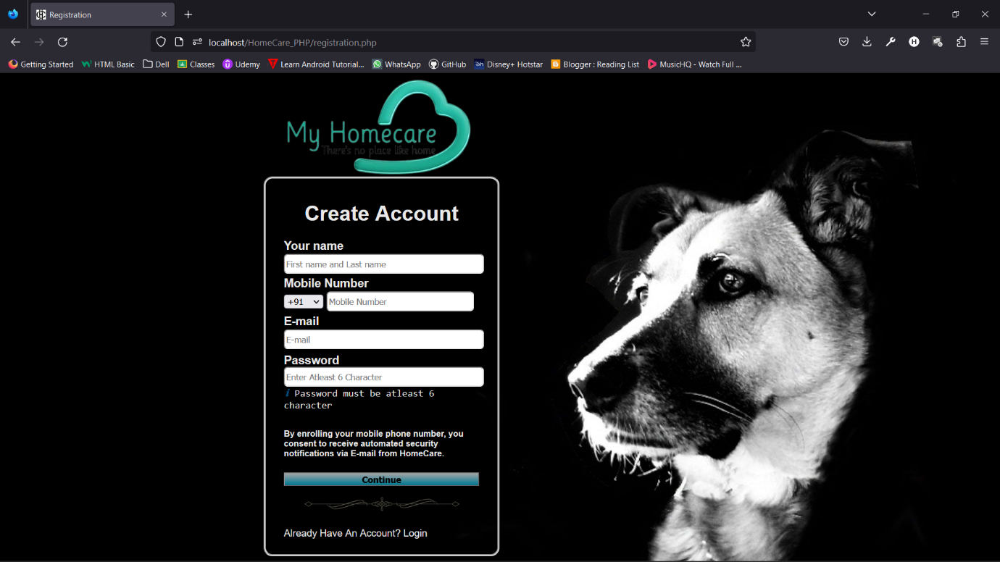 Registration
localhost/HomeCare_PHP/registration.php
H
Getting Started HTML Basic Dell Classes Udemy Learn Android Tutorial... WhatsApp GitHub Disney+ Hotstar Blogger : Reading List MusicHQ - Watch Full ...
My Homecare
There's no place like home
Create Account
Your name
First name and Last name
Mobile Number
+91 Mobile Number
E-mail
E-mail
Password
Enter Atleast 6 Character
i Password must be atleast 6
character
By enrolling your mobile phone number, you
consent to receive automated security
notifications via E-mail from HomeCare.
Continue
Already Have An Account? Login